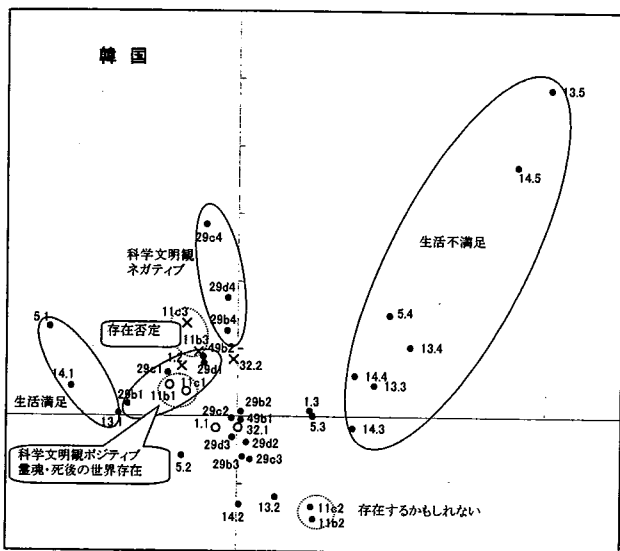 韓国
13.5
14.5
生活不満足
29c4
科学文明観
ネガティブ
29d4
11c3
5.1
5.4
29b4
存在否定
11b3
49b2
13.4
1.2
32.2
29c1
29d1
14.1
14.4
13.3
11b1
11c1
29b1
生活満足
13.1
29c2
29b2
1.3
49b1
5.3
1.1
32.1
14.3
29d3
29d2
科学文明観ポジティブ
霊魂・死後の世界存在
5.2
29b3
29c3
14.2
13.2
11c2
存在するかもしれない
11b2